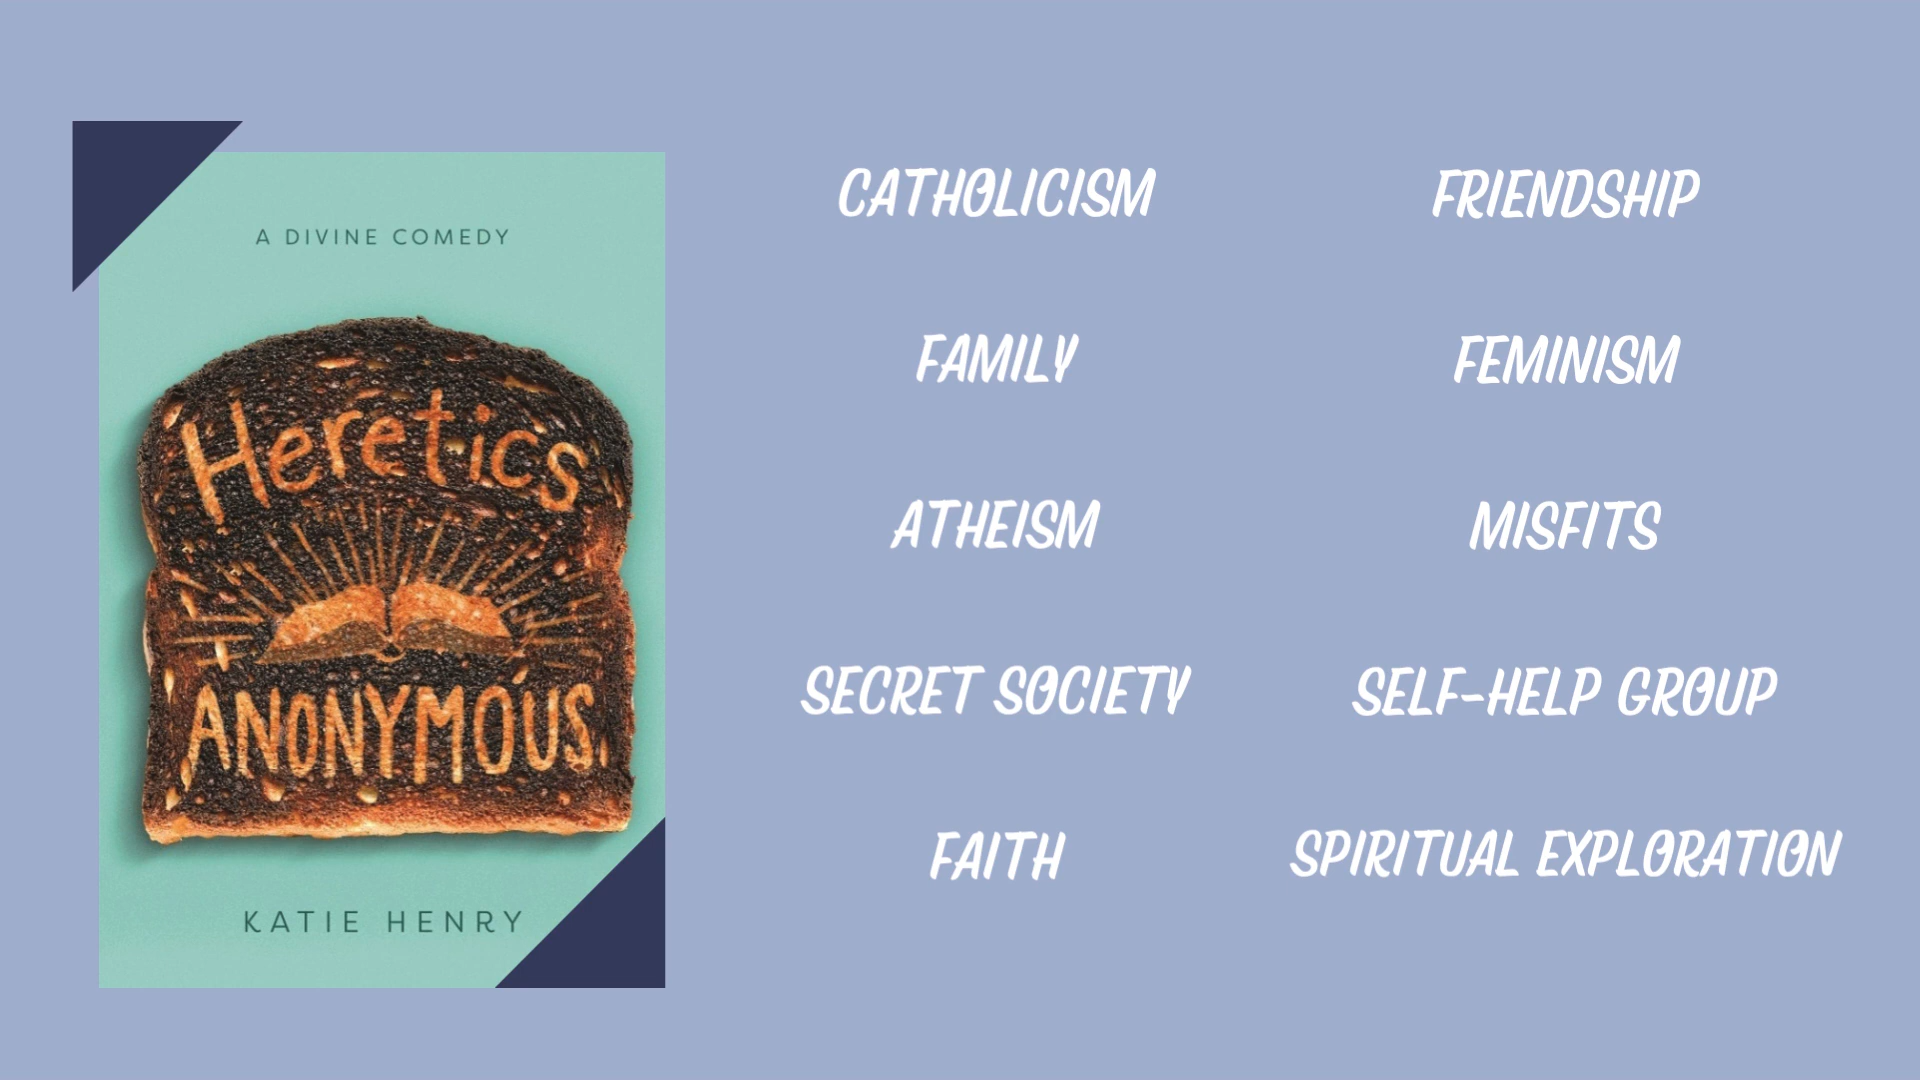 A DIVINE COMEDY
Heretics
ANONYMOUS
KATIE HENRY
CATHOLICISM
FAMILY
ATHEISM
SECRET SOCIETY
FAITH
FRIENDSHIP
FEMINISM
MISFITS
SELF-HELP GROUP
SPIRITUAL EXPLORATION